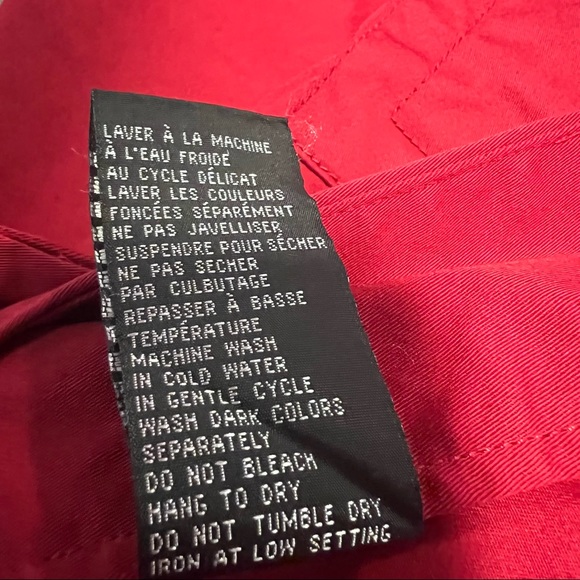 LAVER À LA MACHINE
À L'EAU FROIDE
AU CYCLE DÉLICAT
LAVER LES COULEURS
FONCÉES SÉPARÉMENT
NE PAS JAVELLISER
SUSPENDRE POUR SÉCHER
NE PAS SECHER
PAR CULBUTAGE
REPASSER À BASSE
TEMPÉRATURE
MACHINE WASH
IN COLD WATER
IN GENTLE CYCLE
WASH DARK COLORS
SEPARATELY
DO NOT BLEACH
HANG TO DRY
DO NOT TUMBLE DRY
IRON AT LOW SETTING